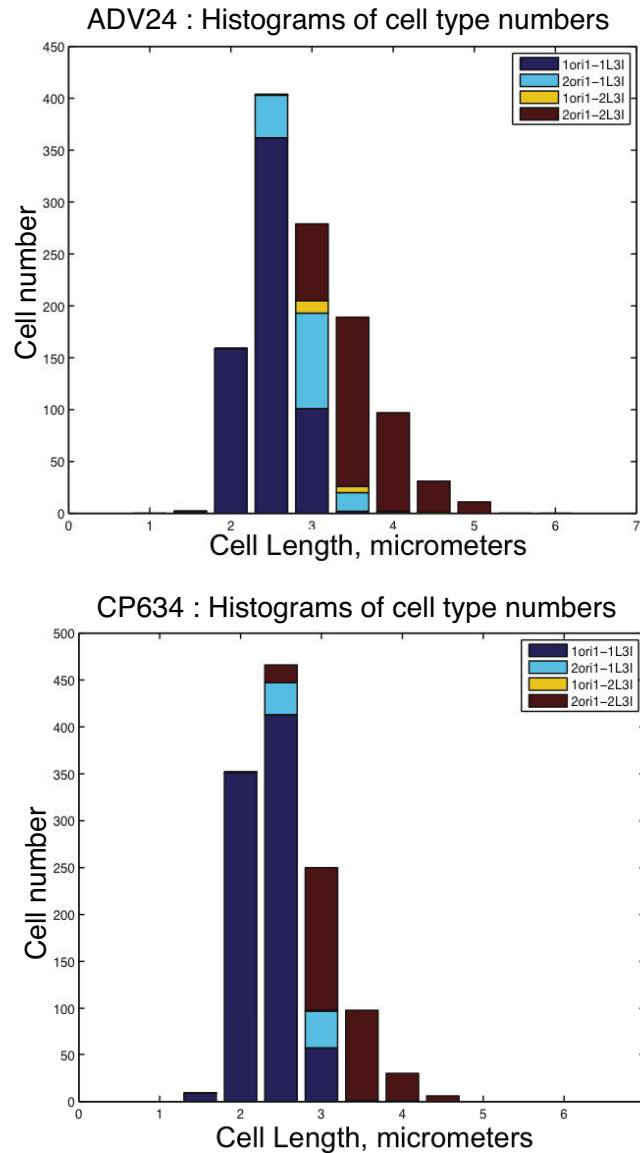 ADV24 : Histograms of cell type numbers
450
400
350
300
250
200
150
100
50
0
Cell number
1ori1-1L3I
2ori1-1L3I
1ori1-2L3I
2ori1-2L3I
0 1 2 3 4 5 6 7
Cell Length, micrometers
CP634 : Histograms of cell type numbers
500
450
400
350
300
250
200
150
100
50
0
Cell number
1ori1-1L3I
2ori1-1L3I
1ori1-2L3I
2ori1-2L3I
0 1 2 3 4 5 6
Cell Length, micrometers